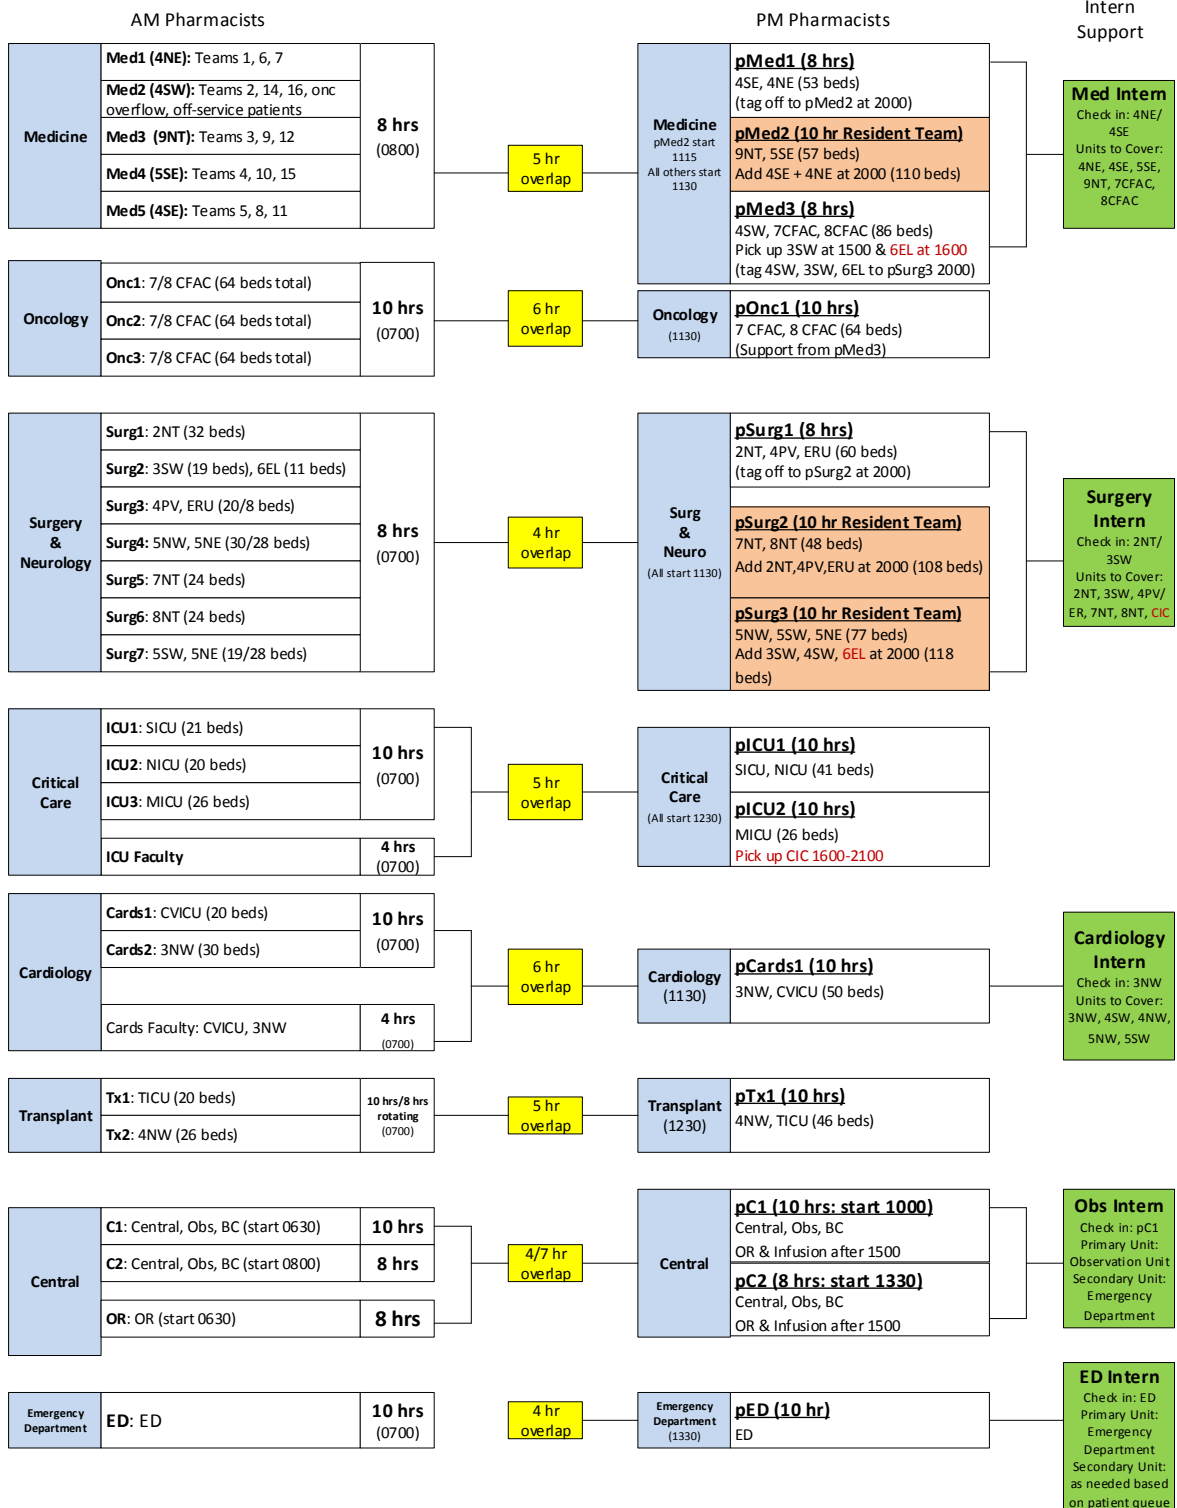 AM Pharmacists
PM Pharmacists
Intern
Support
Medicine
Med1 (4NE): Teams 1, 6, 7
Med2 (4SW): Teams 2, 14, 16, onc
overflow, off-service patients
Med3 (9NT): Teams 3, 9, 12
Med4 (5SE): Teams 4, 10, 15
Med5 (4SE): Teams 5, 8, 11
8 hrs
(0800)
5 hr
overlap
Medicine
pMed2 start
1115
All others start
1130
pMed1 (8 hrs)
4SE, 4NE (53 beds)
(tag off to pMed2 at 2000)
pMed2 (10 hr Resident Team)
9NT, 5SE (57 beds)
Add 4SE + 4NE at 2000 (110 beds)
pMed3 (8 hrs)
4SW, 7CFAC, 8CFAC (86 beds)
Pick up 3SW at 1500 & 6EL at 1600
(tag 4SW, 3SW, 6EL to pSurg3 2000)
Med Intern
Check in: 4NE/
4SE
Units to Cover:
4NE, 4SE, 5SE,
9NT, 7CFAC,
8CFAC
Oncology
Onc1: 7/8 CFAC (64 beds total)
Onc2: 7/8 CFAC (64 beds total)
Onc3: 7/8 CFAC (64 beds total)
10 hrs
(0700)
6 hr
overlap
Oncology
(1130)
pOnc1 (10 hrs)
7 CFAC, 8 CFAC (64 beds)
(Support from pMed3)
Surgery
&
Neurology
Surg1: 2NT (32 beds)
Surg2: 3SW (19 beds), 6EL (11 beds)
Surg3: 4PV, ERU (20/8 beds)
Surg4: 5NW, 5NE (30/28 beds)
Surg5: 7NT (24 beds)
Surg6: 8NT (24 beds)
Surg7: 5SW, 5NE (19/28 beds)
8 hrs
(0700)
4 hr
overlap
Surg
&
Neuro
(All start 1130)
pSurg1 (8 hrs)
2NT, 4PV, ERU (60 beds)
(tag off to pSurg2 at 2000)
pSurg2 (10 hr Resident Team)
7NT, 8NT (48 beds)
Add 2NT,4PV,ERU at 2000 (108 beds)
pSurg3 (10 hr Resident Team)
5NW, 5SW, 5NE (77 beds)
Add 3SW, 4SW, 6EL at 2000 (118
beds)
Surgery
Intern
Check in: 2NT/
3SW
Units to Cover:
2NT, 3SW, 4PV/
ER, 7NT, 8NT, CIC
Critical
Care
ICU1: SICU (21 beds)
ICU2: NICU (20 beds)
ICU3: MICU (26 beds)
10 hrs
(0700)
ICU Faculty
4 hrs
(0700)
5 hr
overlap
Critical
Care
(All start 1230)
pICU1 (10 hrs)
SICU, NICU (41 beds)
pICU2 (10 hrs)
MICU (26 beds)
Pick up CIC 1600-2100
Cardiology
Cards1: CVICU (20 beds)
Cards2: 3NW (30 beds)
10 hrs
(0700)
Cards Faculty: CVICU, 3NW
4 hrs
(0700)
6 hr
overlap
Cardiology
(1130)
pCards1 (10 hrs)
3NW, CVICU (50 beds)
Cardiology
Intern
Check in: 3NW
Units to Cover:
3NW, 4SW, 4NW,
5NW, 5SW
Transplant
Tx1: TICU (20 beds)
Tx2: 4NW (26 beds)
10 hrs/8 hrs
rotating
(0700)
5 hr
overlap
Transplant
(1230)
pTx1 (10 hrs)
4NW, TICU (46 beds)
Central
C1: Central, Obs, BC (start 0630)
10 hrs
C2: Central, Obs, BC (start 0800)
8 hrs
OR: OR (start 0630)
8 hrs
4/7 hr
overlap
Central
pC1 (10 hrs: start 1000)
Central, Obs, BC
OR & Infusion after 1500
pC2 (8 hrs: start 1330)
Central, Obs, BC
OR & Infusion after 1500
Obs Intern
Check in: pC1
Primary Unit:
Observation Unit
Secondary Unit:
Emergency
Department
Emergency
Department
ED: ED
10 hrs
(0700)
4 hr
overlap
Emergency
Department
(1330)
pED (10 hr)
ED
ED Intern
Check in: ED
Primary Unit:
Emergency
Department
Secondary Unit:
as needed based
on patient queue